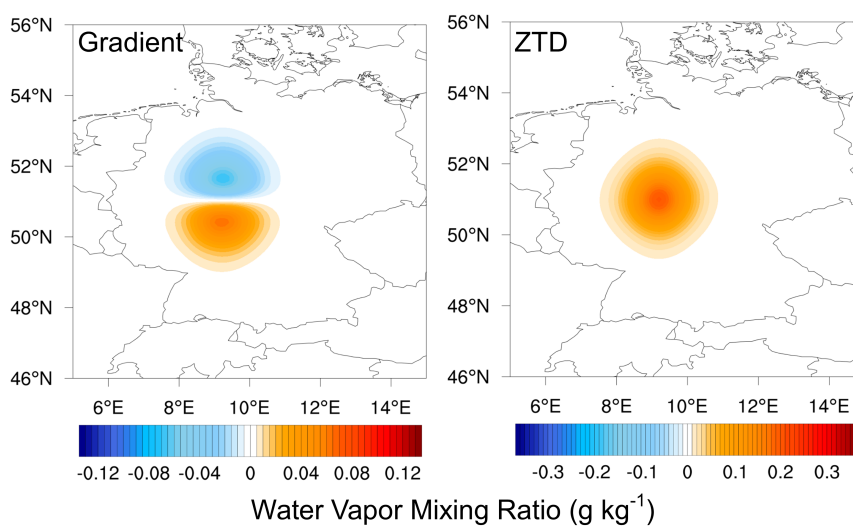 Gradient
56°N
54°N
52°N
50°N
48°N
46°N
6°E 8°E 10°E 12°E 14°E
-0.12 -0.08 -0.04 0 0.04 0.08 0.12
ZTD
56°N
54°N
52°N
50°N
48°N
46°N
6°E 8°E 10°E 12°E 14°E
-0.3 -0.2 -0.1 0 0.1 0.2 0.3
Water Vapor Mixing Ratio (g kg⁻¹)